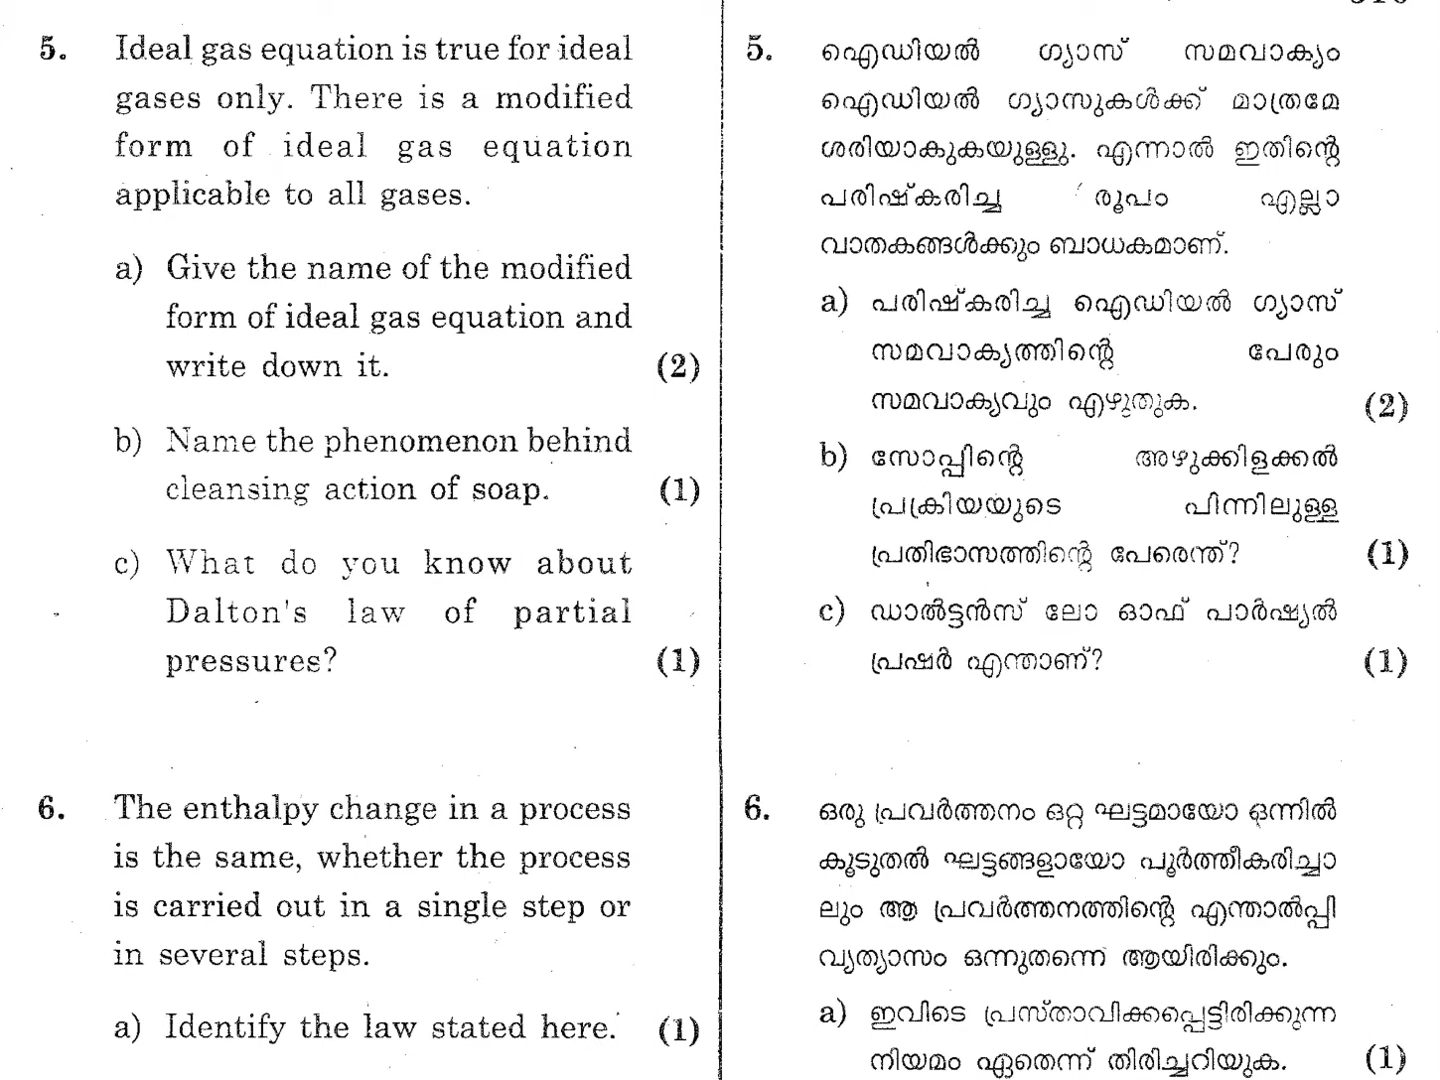 5. Ideal gas equation is true for ideal
gases only. There is a modified
form of ideal gas equation
applicable to all gases.
a) Give the name of the modified
form of ideal gas equation and
write down it. (2)
b) Name the phenomenon behind
cleansing action of soap. (1)
c) What do you know about
Dalton's law of partial
pressures? (1)
6. The enthalpy change in a process
is the same, whether the process
is carried out in a single step or
in several steps.
a) Identify the law stated here. (1)
5. ഐഡിയൽ ഗ്യാസ് സമവാക്യം
ഐഡിയൽ ഗ്യാസുകൾക്ക് മാത്രമേ
ശരിയാകുകയുള്ളു. എന്നാൽ ഇതിന്റെ
പരിഷ്കരിച്ച രൂപം എല്ലാ
വാതകങ്ങൾക്കും ബാധകമാണ്.
a) പരിഷ്കരിച്ച ഐഡിയൽ ഗ്യാസ്
സമവാക്യത്തിന്റെ പേരും
സമവാക്യവും എഴുതുക. (2)
b) സോപ്പിന്റെ അഴുക്കിളക്കൽ
പ്രക്രിയയുടെ പിന്നിലുള്ള
പ്രതിഭാസത്തിന്റെ പേരെന്ത്? (1)
c) ഡാൽട്ടൻസ് ലോ ഓഫ് പാർഷ്യൽ
പ്രഷർ എന്താണ്? (1)
6. ഒരു പ്രവർത്തനം ഒറ്റ ഘട്ടമായോ ഒന്നിൽ
കൂടുതൽ ഘട്ടങ്ങളായോ പൂർത്തീകരിച്ചാ
ലും ആ പ്രവർത്തനത്തിന്റെ എന്താൽപ്പി
വ്യത്യാസം ഒന്നുതന്നെ ആയിരിക്കും.
a) ഇവിടെ പ്രസ്താവിക്കപ്പെട്ടിരിക്കുന്ന
നിയമം ഏതെന്ന് തിരിച്ചറിയുക. (1)